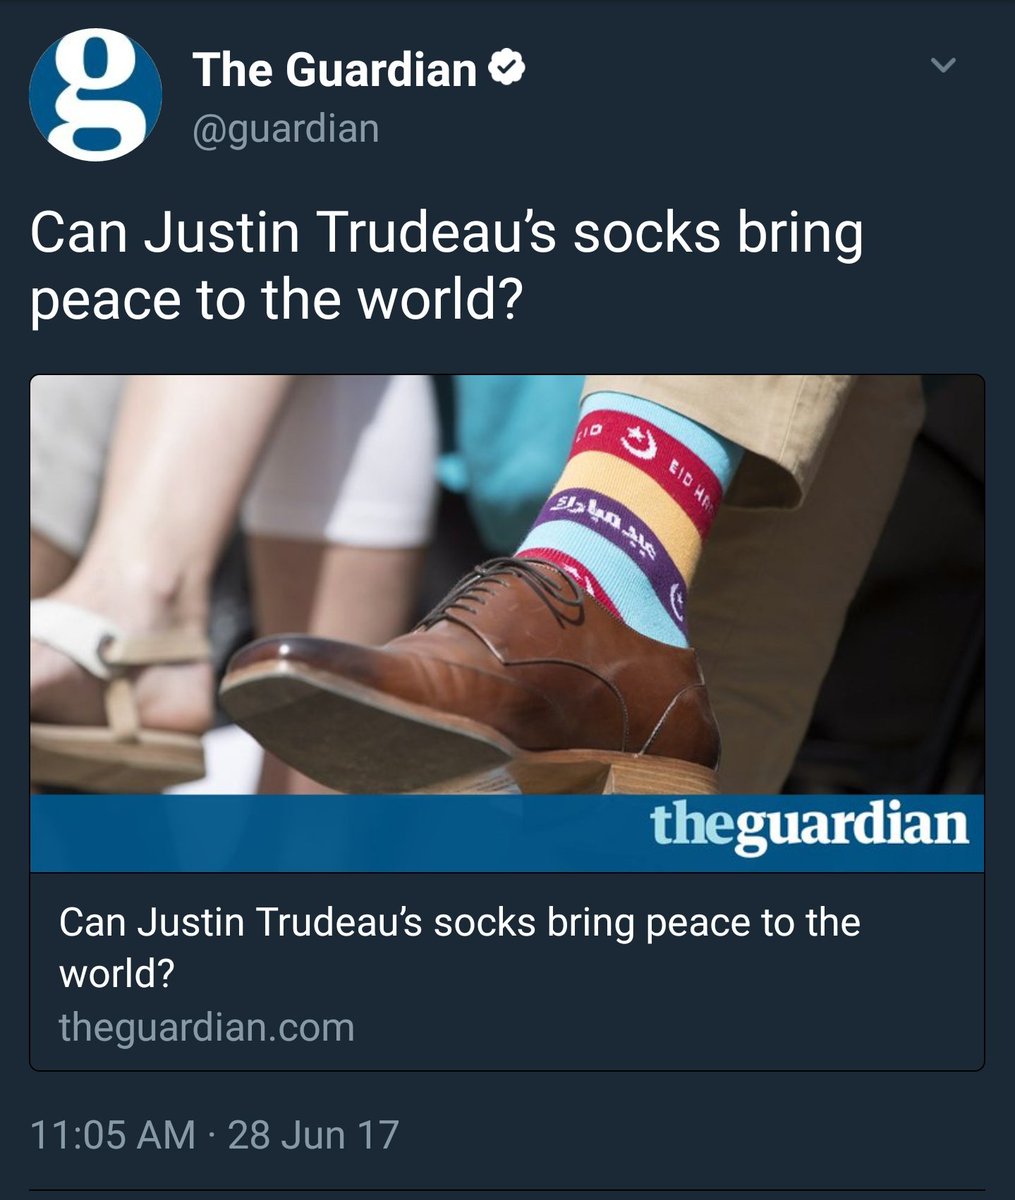 The Guardian
@guardian
Can Justin Trudeau’s socks bring
peace to the world?
EID
EID
عيد مبارك
theguardian
Can Justin Trudeau’s socks bring peace to the
world?
theguardian.com
11:05 AM · 28 Jun 17